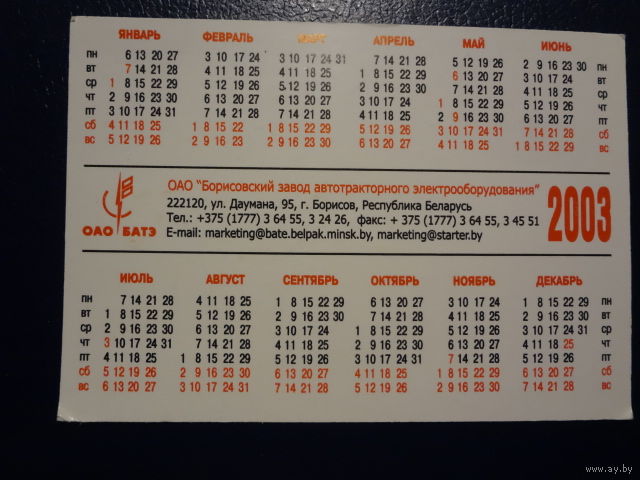 ЯНВАРЬ ФЕВРАЛЬ МАРТ АПРЕЛЬ МАЙ ИЮНЬ
пн 6 13 20 27 3 10 17 24 3 10 17 24 31 7 14 21 28 5 12 19 26 2 9 16 23 30 пн
вт 7 14 21 28 4 11 18 25 4 11 18 25 1 8 15 22 29 6 13 20 27 3 10 17 24 вт
ср 1 8 15 22 29 5 12 19 26 5 12 19 26 2 9 16 23 30 7 14 21 28 4 11 18 25 ср
чт 2 9 16 23 30 6 13 20 27 6 13 20 27 3 10 17 24 1 8 15 22 29 5 12 19 26 чт
пт 3 10 17 24 31 7 14 21 28 7 14 21 28 4 11 18 25 2 9 16 23 30 6 13 20 27 пт
сб 4 11 18 25 1 8 15 22 1 8 15 22 29 5 12 19 26 3 10 17 24 31 7 14 21 28 сб
вс 5 12 19 26 2 9 16 23 2 9 16 23 30 6 13 20 27 4 11 18 25 1 8 15 22 29 вс
ОАО БАТЭ
ОАО "Борисовский завод автотракторного электрооборудования"
222120, ул. Даумана, 95, г. Борисов, Республика Беларусь
Тел.: +375 (1777) 3 64 55, 3 24 26, факс: + 375 (1777) 3 64 55, 3 45 51
E-mail: marketing@bate.belpak.minsk.by, marketing@starter.by
2003
ИЮЛЬ АВГУСТ СЕНТЯБРЬ ОКТЯБРЬ НОЯБРЬ ДЕКАБРЬ
пн 7 14 21 28 4 11 18 25 1 8 15 22 29 6 13 20 27 3 10 17 24 1 8 15 22 29 пн
вт 1 8 15 22 29 5 12 19 26 2 9 16 23 30 7 14 21 28 4 11 18 25 2 9 16 23 30 вт
ср 2 9 16 23 30 6 13 20 27 3 10 17 24 1 8 15 22 29 5 12 19 26 3 10 17 24 31 ср
чт 3 10 17 24 31 7 14 21 28 4 11 18 25 2 9 16 23 30 6 13 20 27 4 11 18 25 чт
пт 4 11 18 25 1 8 15 22 29 5 12 19 26 3 10 17 24 31 7 14 21 28 5 12 19 26 пт
сб 5 12 19 26 2 9 16 23 30 6 13 20 27 4 11 18 25 1 8 15 22 29 6 13 20 27 сб
вс 6 13 20 27 3 10 17 24 31 7 14 21 28 5 12 19 26 2 9 16 23 30 7 14 21 28 вс
www.ay.by